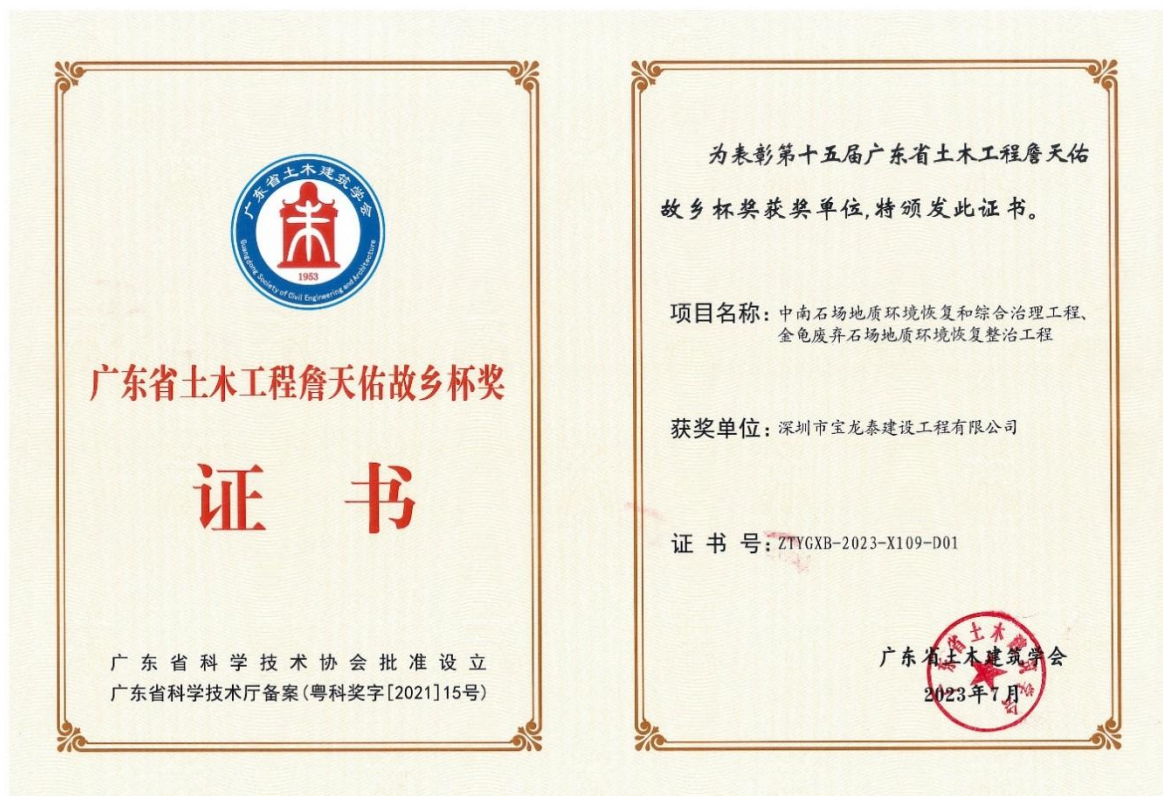 广东省土木建筑学会
1953
Guangdong Society of Civil Engineering and Architecture
广东省土木工程詹天佑故乡杯奖
证 书
广东省科学技术协会批准设立
广东省科学技术厅备案(粤科奖字[2021]15号)
为表彰第十五届广东省土木工程詹天佑
故乡杯奖获奖单位,特颁发此证书。
项目名称:中南石场地质环境恢复和综合治理工程、
金龟废弃石场地质环境恢复整治工程
获奖单位:深圳市宝龙泰建设工程有限公司
证 书 号:ZTYGXB-2023-X109-D01
广东省土木建筑学会
2023年7月
广东省土木建筑学会